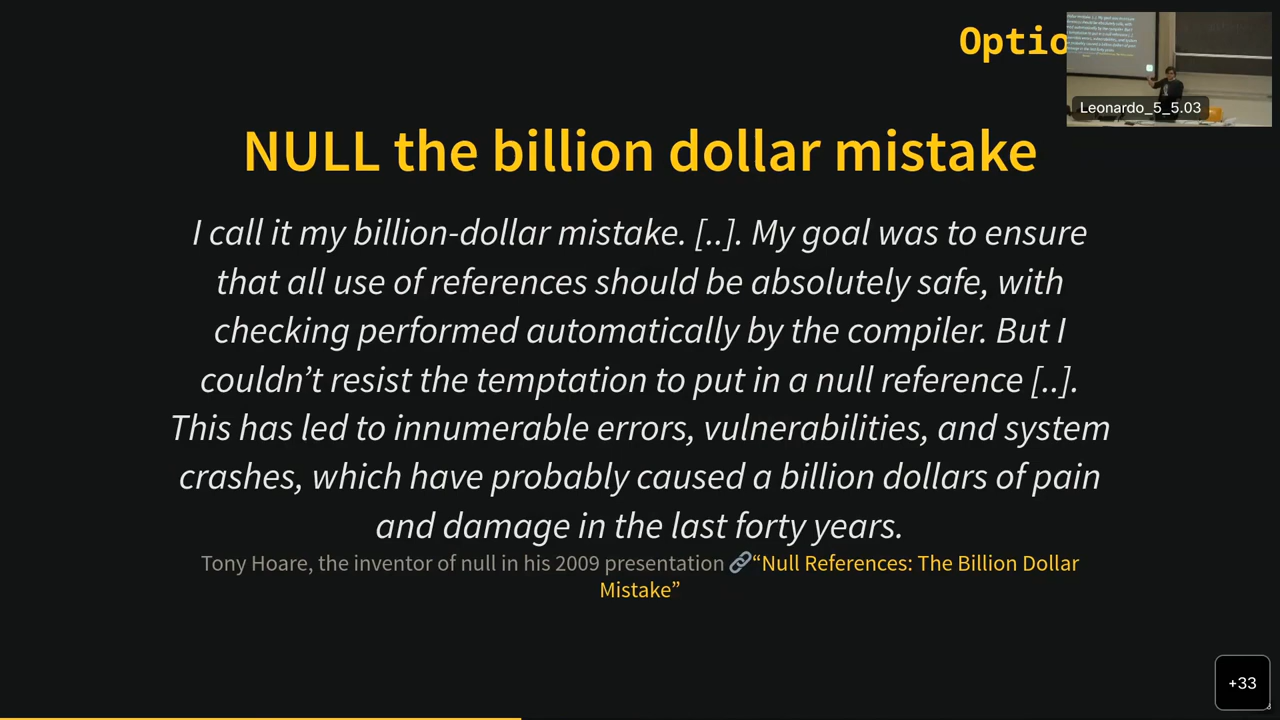 Optio
NULL the billion dollar mistake
I call it my billion-dollar mistake. [..]. My goal was to ensure
that all use of references should be absolutely safe, with
checking performed automatically by the compiler. But I
couldn’t resist the temptation to put in a null reference [..].
This has led to innumerable errors, vulnerabilities, and system
crashes, which have probably caused a billion dollars of pain
and damage in the last forty years.
Tony Hoare, the inventor of null in his 2009 presentation 🔗“Null References: The Billion Dollar
Mistake”
Leonardo_5_5.03
+33